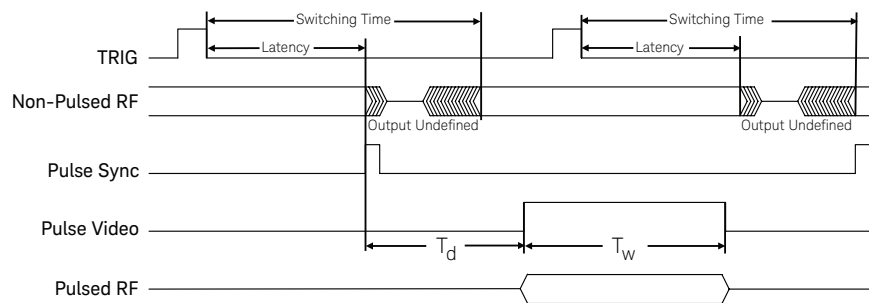 Switching Time
Switching Time
Latency
Latency
TRIG
Non-Pulsed RF
Output Undefined
Output Undefined
Pulse Sync
Pulse Video
Td
Tw
Pulsed RF